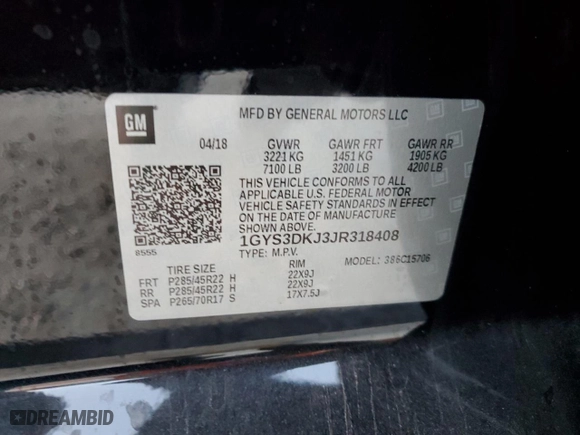 GM
MFD BY GENERAL MOTORS LLC
04/18 GVWR GAWR FRT GAWR RR
3221 KG 1451 KG 1905 KG
7100 LB 3200 LB 4200 LB
THIS VEHICLE CONFORMS TO ALL
APPLICABLE U.S. FEDERAL MOTOR
VEHICLE SAFETY STANDARDS IN EFFECT
ON THE DATE OF MANUFACTURE
SHOWN ABOVE.
1GYS3DKJ3JR318408
8555 TYPE: M.P.V. 386C15706
TIRE SIZE RIM
FRT P285/45R22 H 22X9J
RR P285/45R22 H 22X9J
SPA P265/70R17 S 17X7.5J
DREAMBID